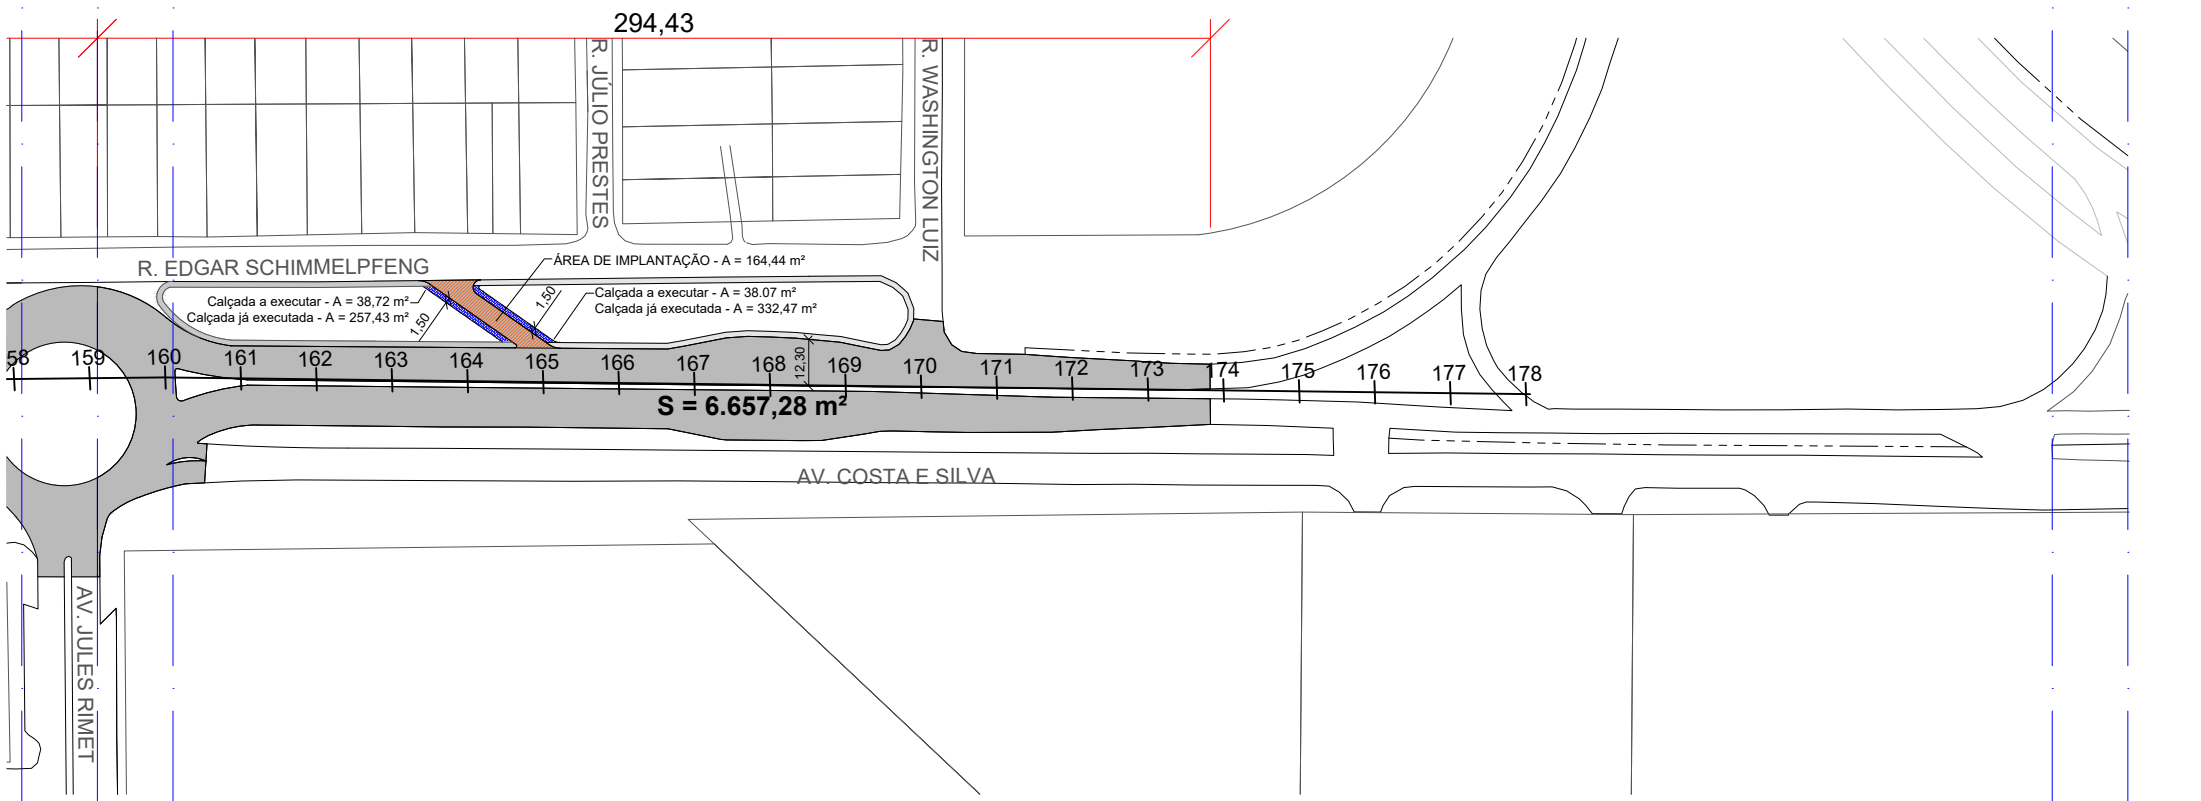 294,43
R. JÚLIO PRESTES
R. WASHINGTON LUIZ
R. EDGAR SCHIMMELPFENG
ÁREA DE IMPLANTAÇÃO - A = 164,44 m²
Calçada a executar - A = 38,72 m²
Calçada já executada - A = 257,43 m²
1,50
1,50
Calçada a executar - A = 38.07 m²
Calçada já executada - A = 332,47 m²
12,30
58 159 160 161 162 163 164 165 166 167 168 169 170 171 172 173 174 175 176 177 178
S = 6.657,28 m²
AV. COSTA E SILVA
AV. JULES RIMET